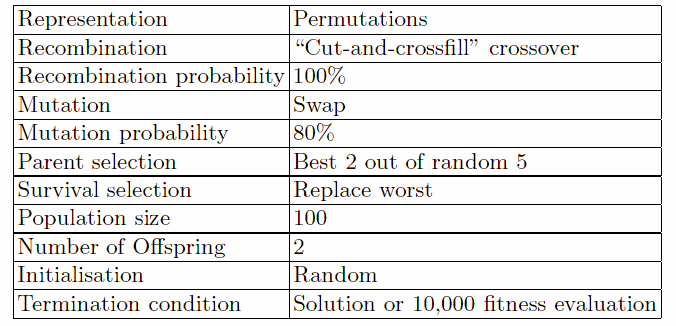 Representation Permutations
Recombination “Cut-and-crossfill” crossover
Recombination probability 100%
Mutation Swap
Mutation probability 80%
Parent selection Best 2 out of random 5
Survival selection Replace worst
Population size 100
Number of Offspring 2
Initialisation Random
Termination condition Solution or 10,000 fitness evaluation